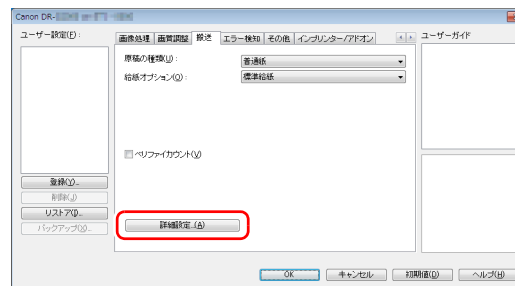 Canon DR-
ユーザー設定(F):
画像処理 画質調整 搬送 エラー検知 その他 インプリンター/アドオン
ユーザーガイド
原稿の種類(U):
普通紙
給紙オプション(O):
標準給紙
ベリファイカウント(V)
登録(Y)...
削除(J)
リストア(I)...
バックアップ(X)...
詳細設定...(A)
OK
キャンセル
初期値(D)
ヘルプ(H)